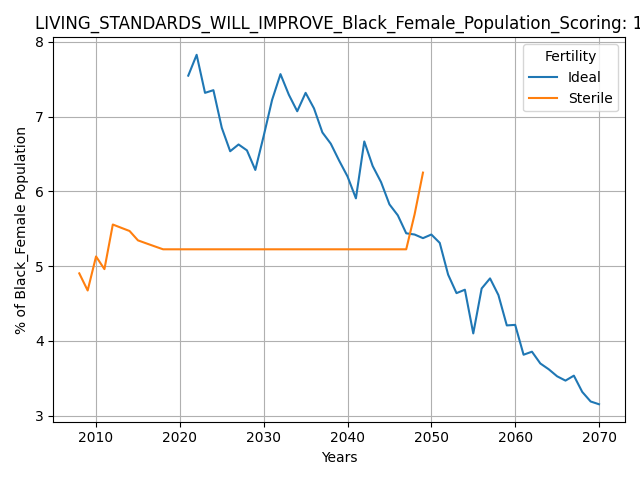 LIVING_STANDARDS_WILL_IMPROVE_Black_Female_Population_Scoring: 1
8
7
6
5
4
3
% of Black_Female Population
Fertility
Ideal
Sterile
2010 2020 2030 2040 2050 2060 2070
Years